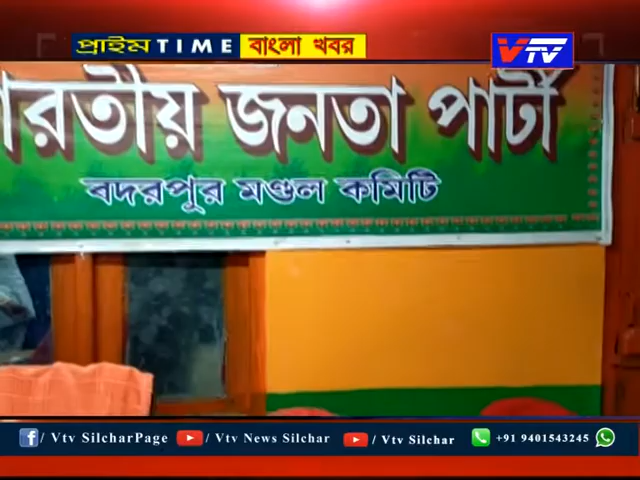 প্রাইম TIME বাংলা খবর
VTV
ারতীয় জনতা পার্টী
বদরপুর মণ্ডল কমিটি
/ Vtv SilcharPage / Vtv News Silchar / Vtv Silchar +91 9401543245